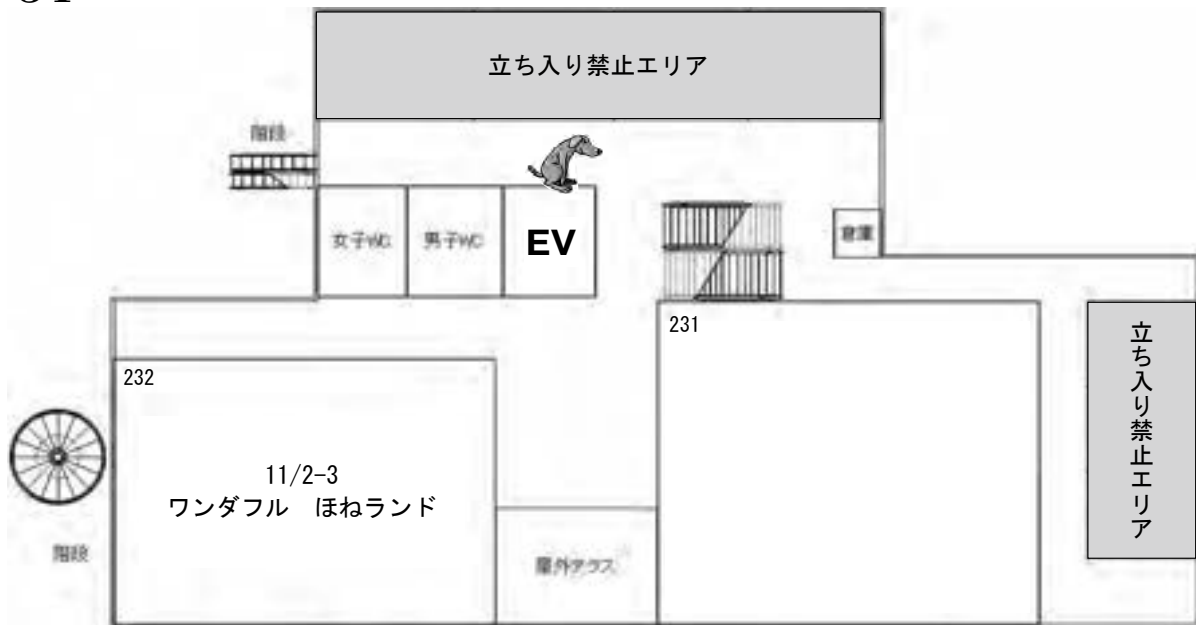 立ち入り禁止エリア
階段
女子WC
男子WC
EV
倉庫
231
232
11/2-3
ワンダフル　ほねランド
立ち入り禁止エリア
階段
屋外テラス